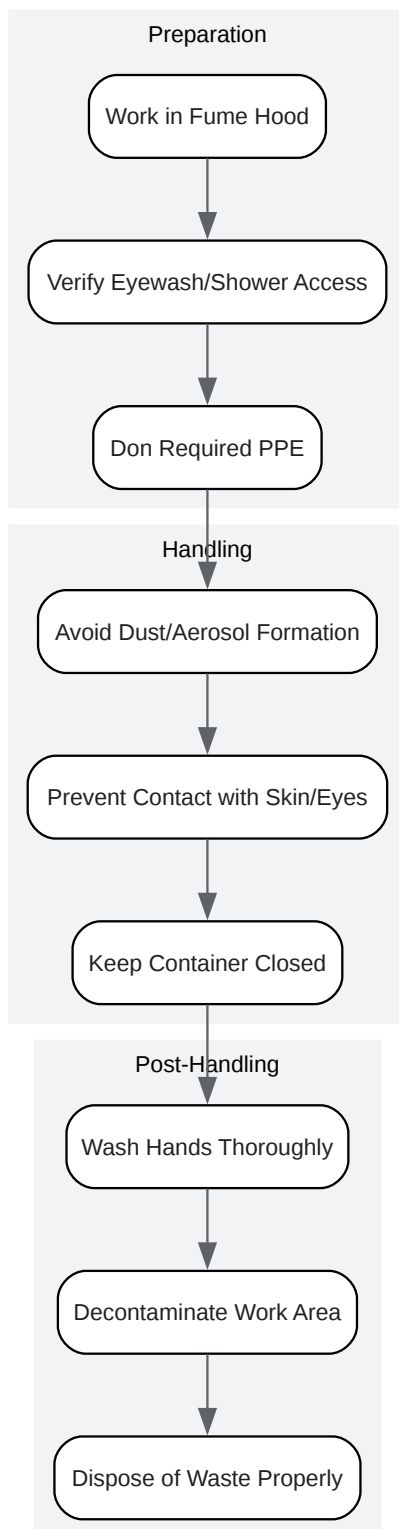 Preparation
Work in Fume Hood
Verify Eyewash/Shower Access
Don Required PPE
Handling
Avoid Dust/Aerosol Formation
Prevent Contact with Skin/Eyes
Keep Container Closed
Post-Handling
Wash Hands Thoroughly
Decontaminate Work Area
Dispose of Waste Properly